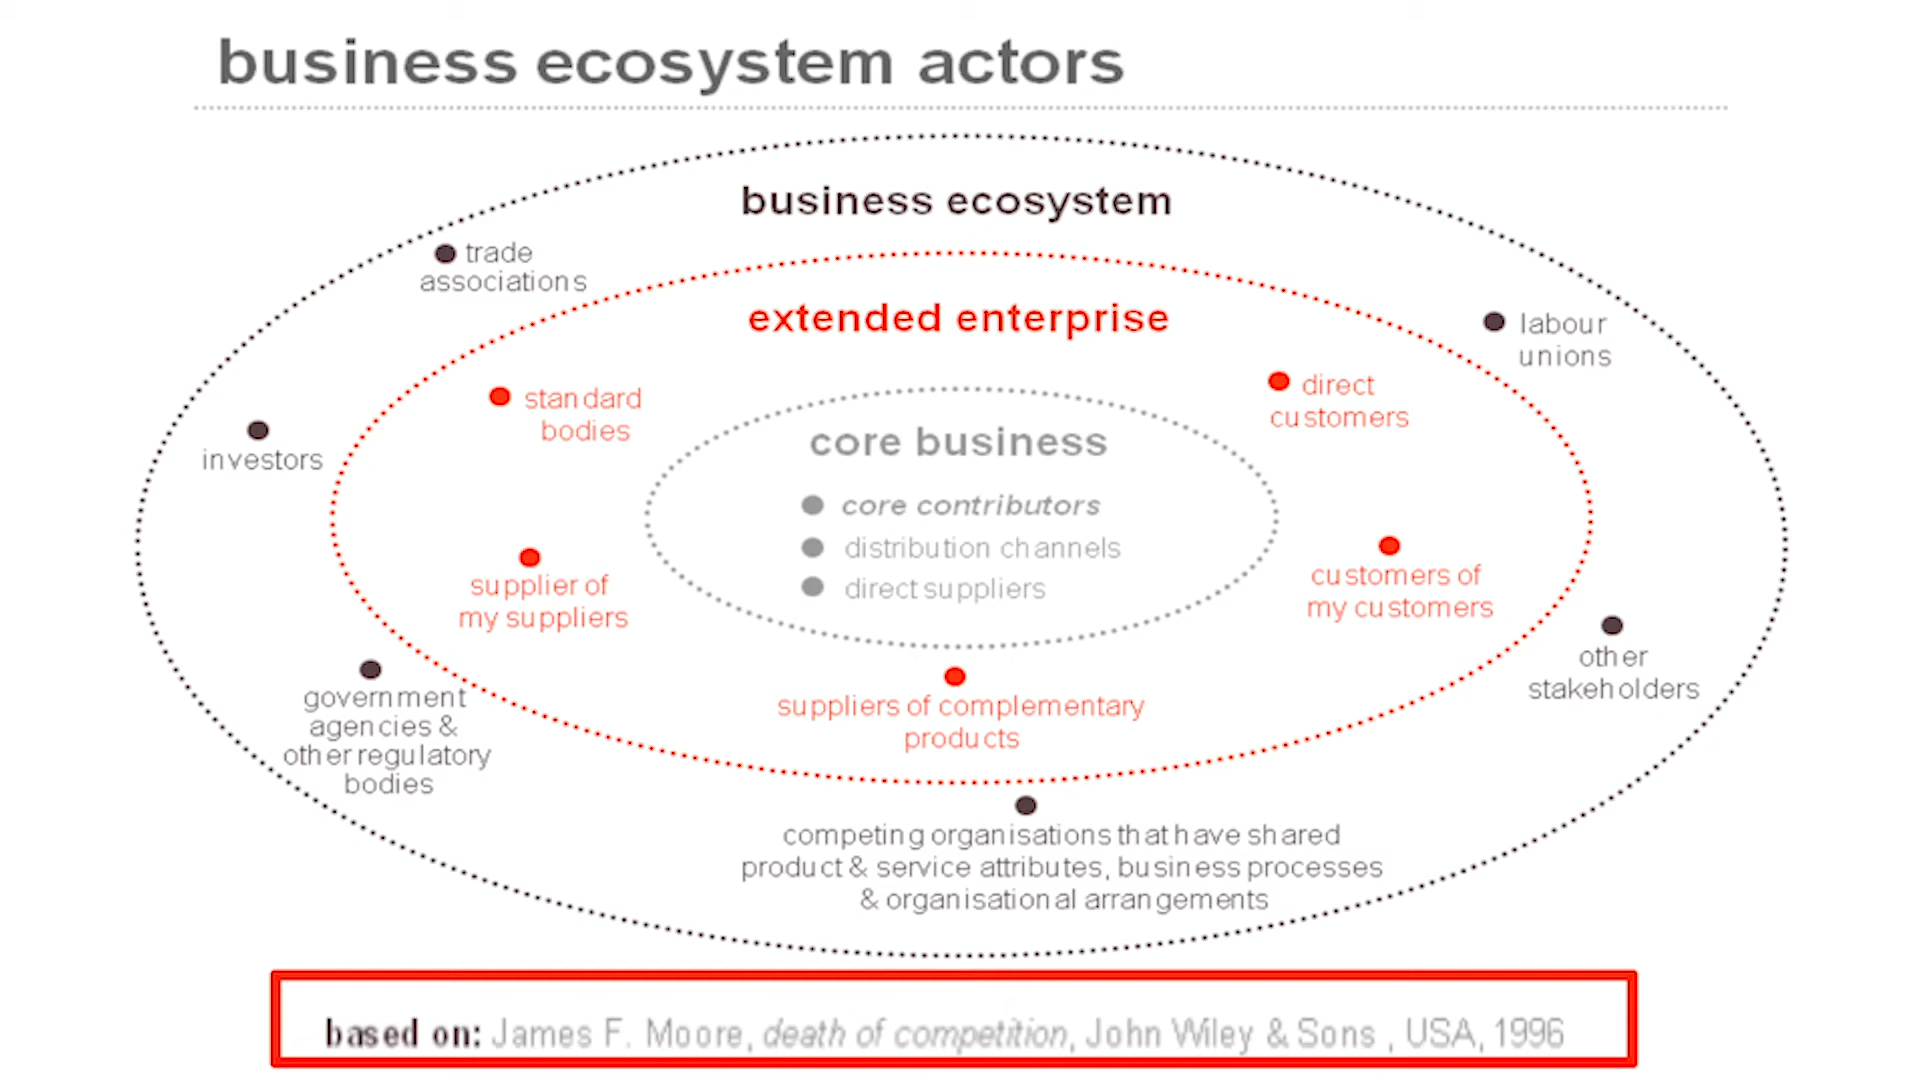 business ecosystem actors
business ecosystem
trade
associations
extended enterprise
labour
unions
standard
bodies
direct
customers
investors
core business
core contributors
distribution channels
direct suppliers
supplier of
my suppliers
customers of
my customers
other
stakeholders
government
agencies &
other regulatory
bodies
suppliers of complementary
products
competing organisations that have shared
product & service attributes, business processes
& organisational arrangements
based on: James F. Moore, death of competition, John Wiley & Sons , USA, 1996